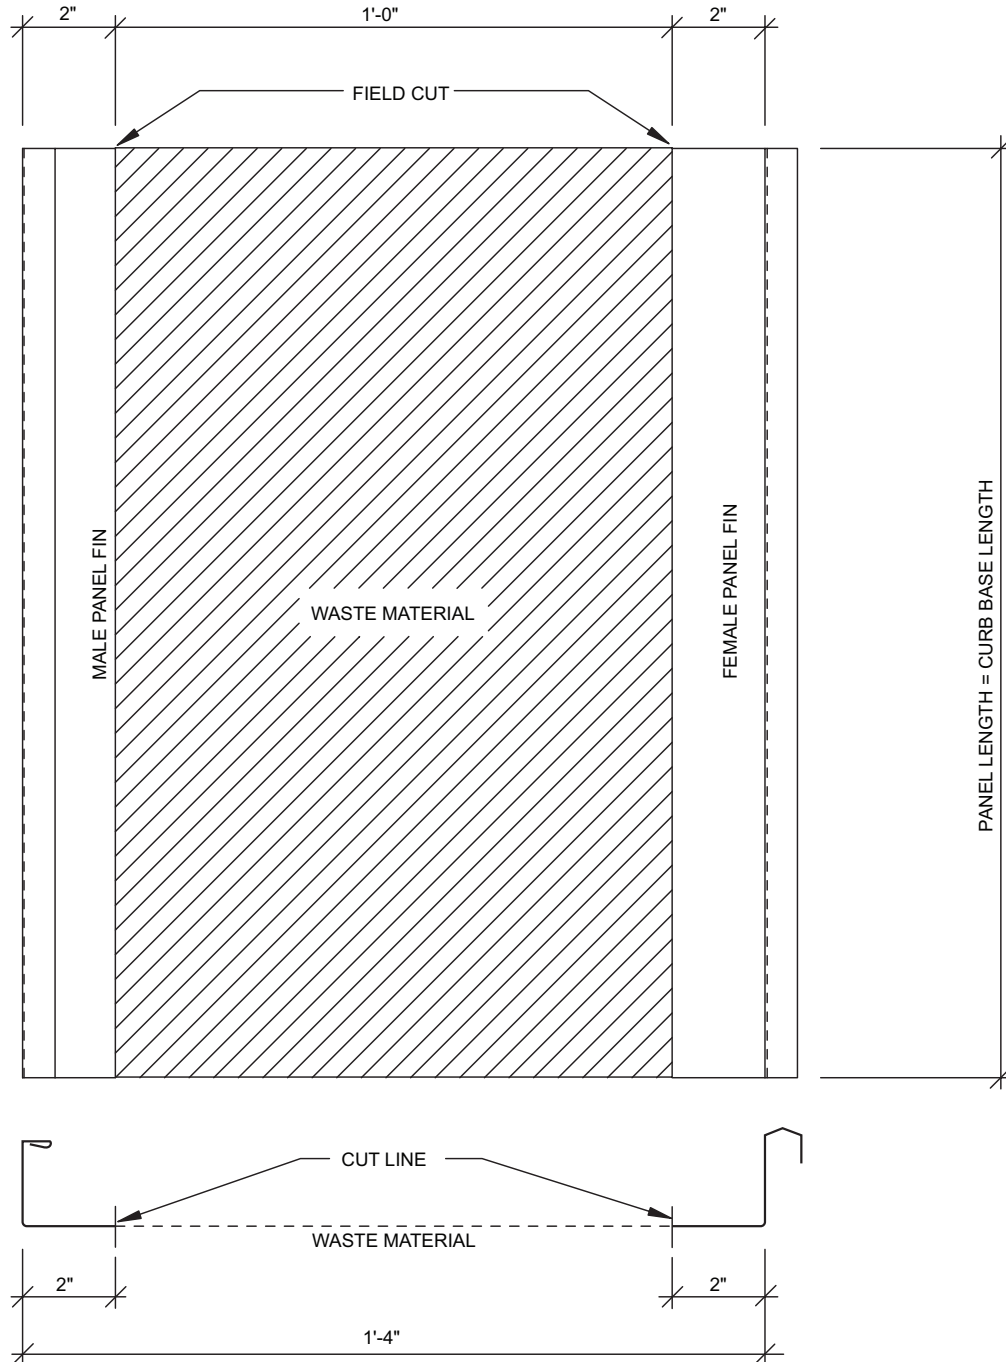 2"
1'-0"
2"
FIELD CUT
MALE PANEL FIN
WASTE MATERIAL
FEMALE PANEL FIN
PANEL LENGTH = CURB BASE LENGTH
CUT LINE
WASTE MATERIAL
2"
2"
1'-4"